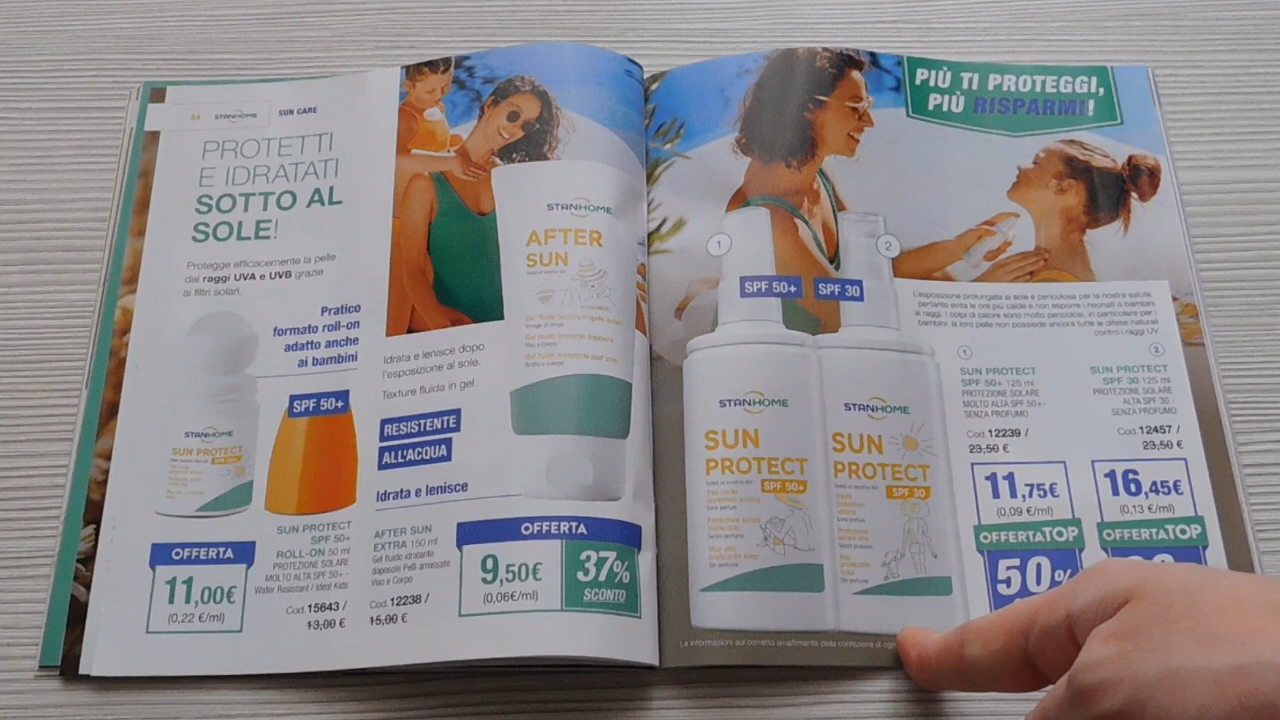 84 STANHOME SUN CARE
PROTETTI
E IDRATATI
SOTTO AL
SOLE!
Protegge efficacemente la pelle
dai raggi UVA e UVB grazie
ai filtri solari.
Pratico
formato roll-on
adatto anche
ai bambini
SPF 50+
STANHOME
SUN PROTECT
SPF 50+
OFFERTA
11,00€
(0,22 €/ml)
SUN PROTECT
SPF 50+
ROLL-ON 50 ml
PROTEZIONE SOLARE
MOLTO ALTA SPF 50+ -
Water Resistant / Ideal Kids
Cod. 15643 /
13,00 €
Idrata e lenisce dopo
l'esposizione al sole.
Texture fluida in gel.
RESISTENTE
ALL'ACQUA
Idrata e lenisce
STANHOME
AFTER
SUN
AFTER SUN
EXTRA 150 ml
Gel fluido idratante
doposole Pelli arrossate
Viso e Corpo
Cod. 12238 /
15,00 €
OFFERTA
9,50€
(0,06€/ml)
37%
SCONTO
PIÙ TI PROTEGGI,
PIÙ RISPARMI!
1
2
SPF 50+
SPF 30
STANHOME
SUN
PROTECT
SPF 50+
STANHOME
SUN
PROTECT
SPF 30
L'esposizione prolungata al sole è pericolosa per la nostra salute,
pertanto evita le ore più calde e non esporre i neonati o bambini
ai raggi. I colpi di calore sono molto pericolosi, in particolare per i
bambini: la loro pelle non possiede ancora tutte le difese naturali
contro i raggi UV
1
SUN PROTECT
SPF 50+ 125 ml
PROTEZIONE SOLARE
MOLTO ALTA SPF 50+ -
SENZA PROFUMO
Cod. 12239 /
23,50 €
11,75€
(0,09 €/ml)
OFFERTATOP
50%
2
SUN PROTECT
SPF 30 125 ml
PROTEZIONE SOLARE
ALTA SPF 30 -
SENZA PROFUMO
Cod. 12457 /
23,50 €
16,45€
(0,13 €/ml)
OFFERTATOP
Le informazioni sul corretto smaltimento della confezione di